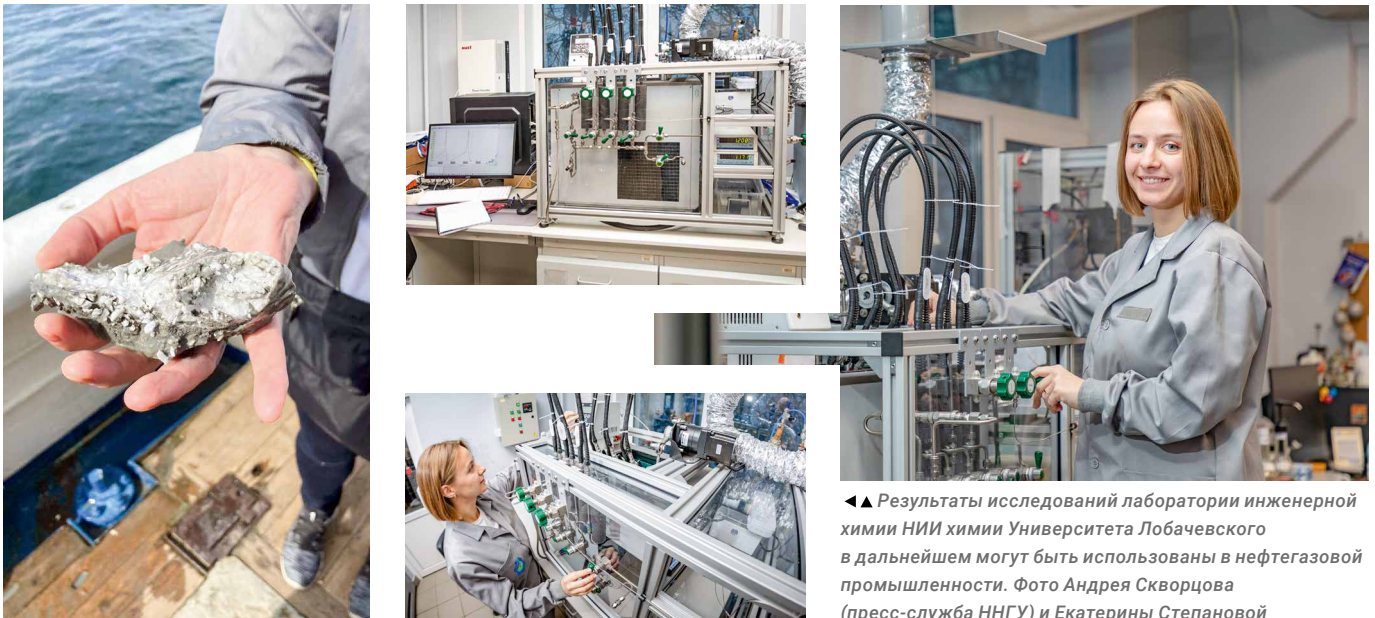 ◄▲ Результаты исследований лаборатории инженерной
химии НИИ химии Университета Лобачевского
в дальнейшем могут быть использованы в нефтегазовой
промышленности. Фото Андрея Скворцова
(пресс-служба ННГУ) и Екатерины Степановой